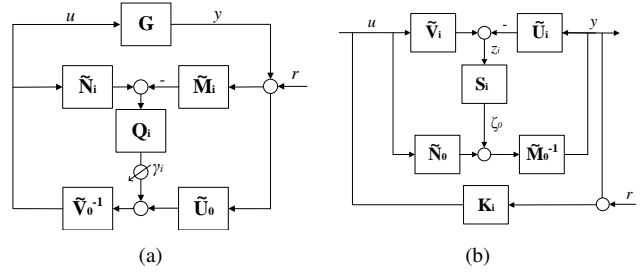 u G y
Ñi - M̃i r
Qi
γi
Ṽ0⁻¹ Ũ0
(a)
u Ṽi - Ũi y
zi
Si
ζ0
Ñ0 M̃0⁻¹
Ki r
(b)